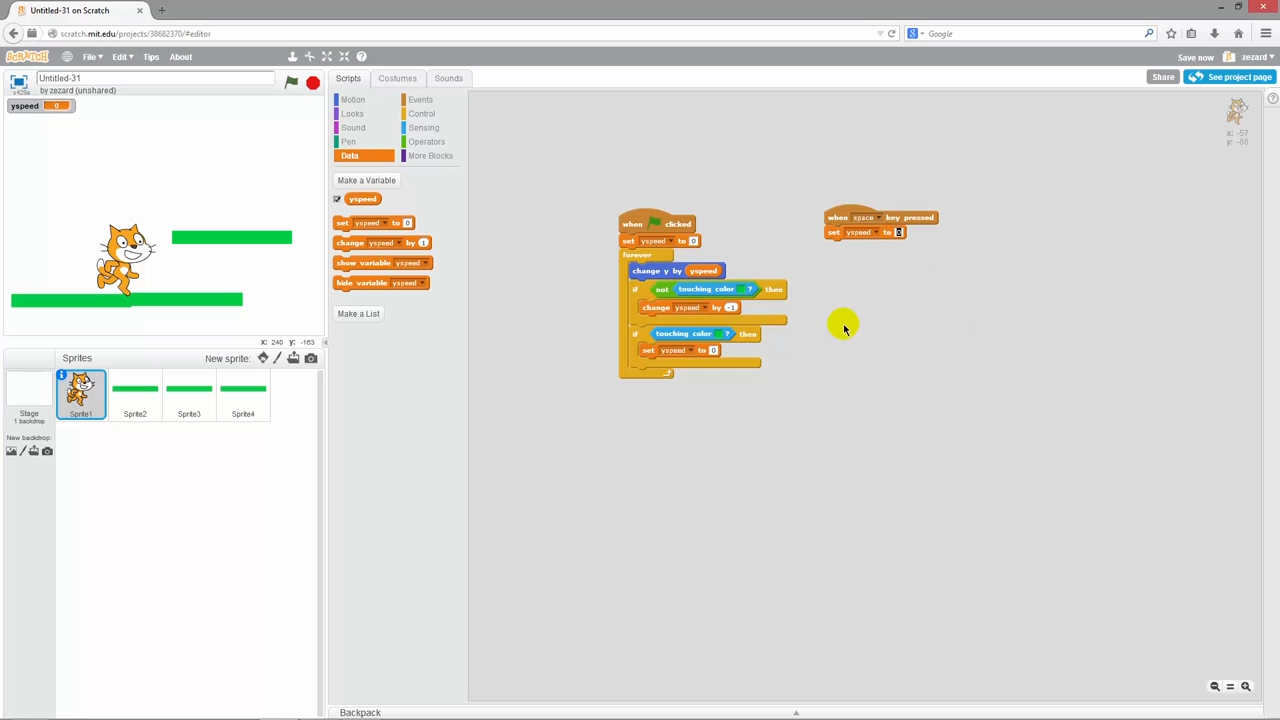 Untitled-31 on Scratch
scratch.mit.edu/projects/38682370/#editor
Google
SCRATCH
File Edit Tips About
Save now
zezard
Untitled-31
by zezard (unshared)
v429a
Scripts Costumes Sounds
Share
See project page
yspeed 0
Motion Events
Looks Control
Sound Sensing
Pen Operators
Data More Blocks
Make a Variable
yspeed
set yspeed to 0
change yspeed by 1
show variable yspeed
hide variable yspeed
Make a List
when clicked
set yspeed to 0
forever
change y by yspeed
if not touching color ? then
change yspeed by -1
if touching color ? then
set yspeed to 0
when space key pressed
set yspeed to 0
x: -57
y: -68
x: 240 y: -163
Sprites
New sprite:
Stage
1 backdrop
New backdrop:
Sprite1
Sprite2
Sprite3
Sprite4
Backpack